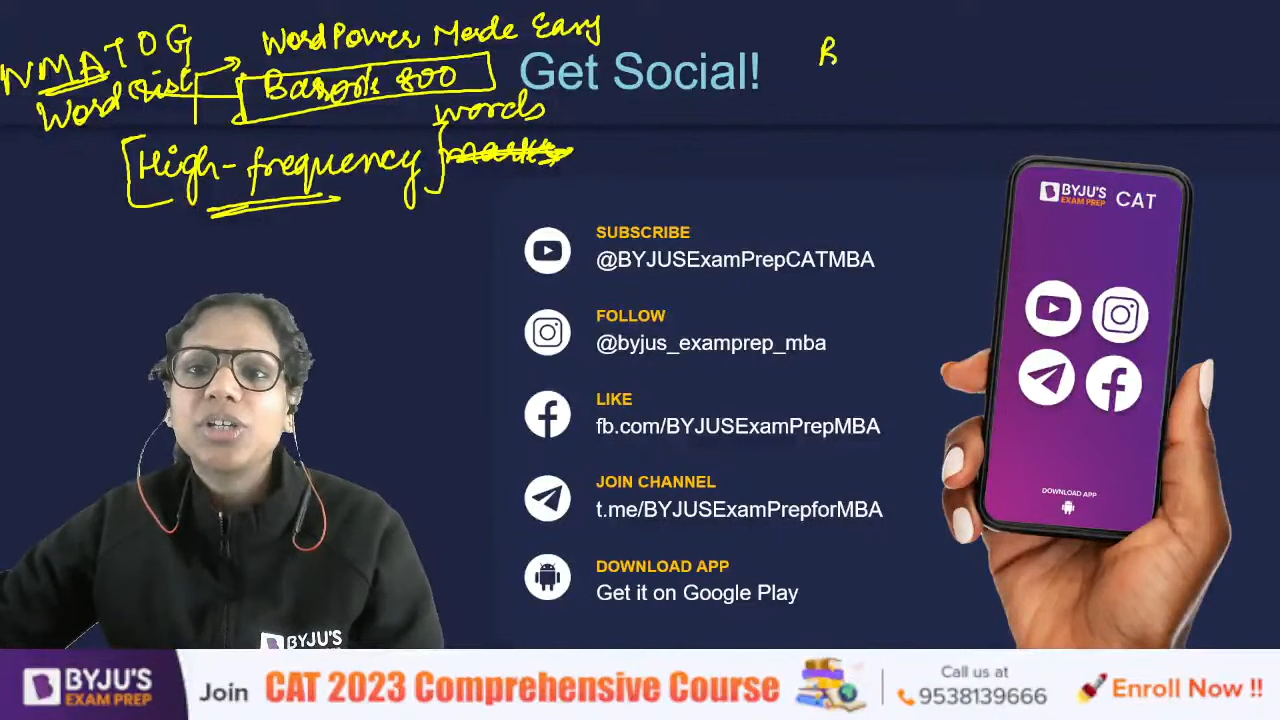 NMAT OG
Word List
Word Power Made Easy
Barron's 800
High-frequency
words
Get Social!
SUBSCRIBE
@BYJUSExamPrepCATMBA
FOLLOW
@byjus_examprep_mba
LIKE
fb.com/BYJUSExamPrepMBA
JOIN CHANNEL
t.me/BYJUSExamPrepforMBA
DOWNLOAD APP
Get it on Google Play
BYJU'S
EXAM PREP
CAT
DOWNLOAD APP
BYJU'S
BYJU'S
EXAM PREP
Join CAT 2023 Comprehensive Course
Call us at
9538139666
Enroll Now !!